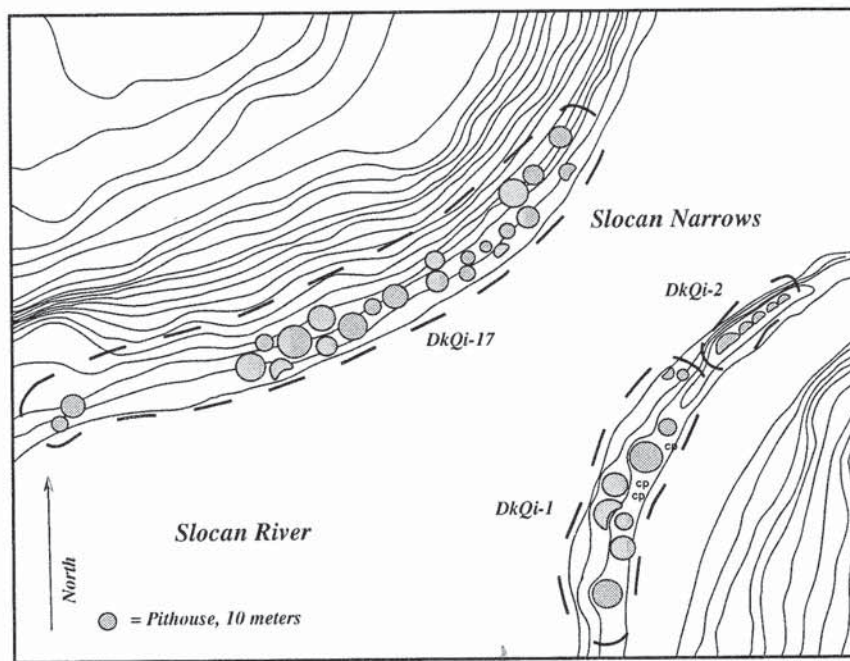 Slocan Narrows
DkQi-2
DkQi-17
cp
cp
cp
DkQi-1
Slocan River
North
= Pithouse, 10 meters